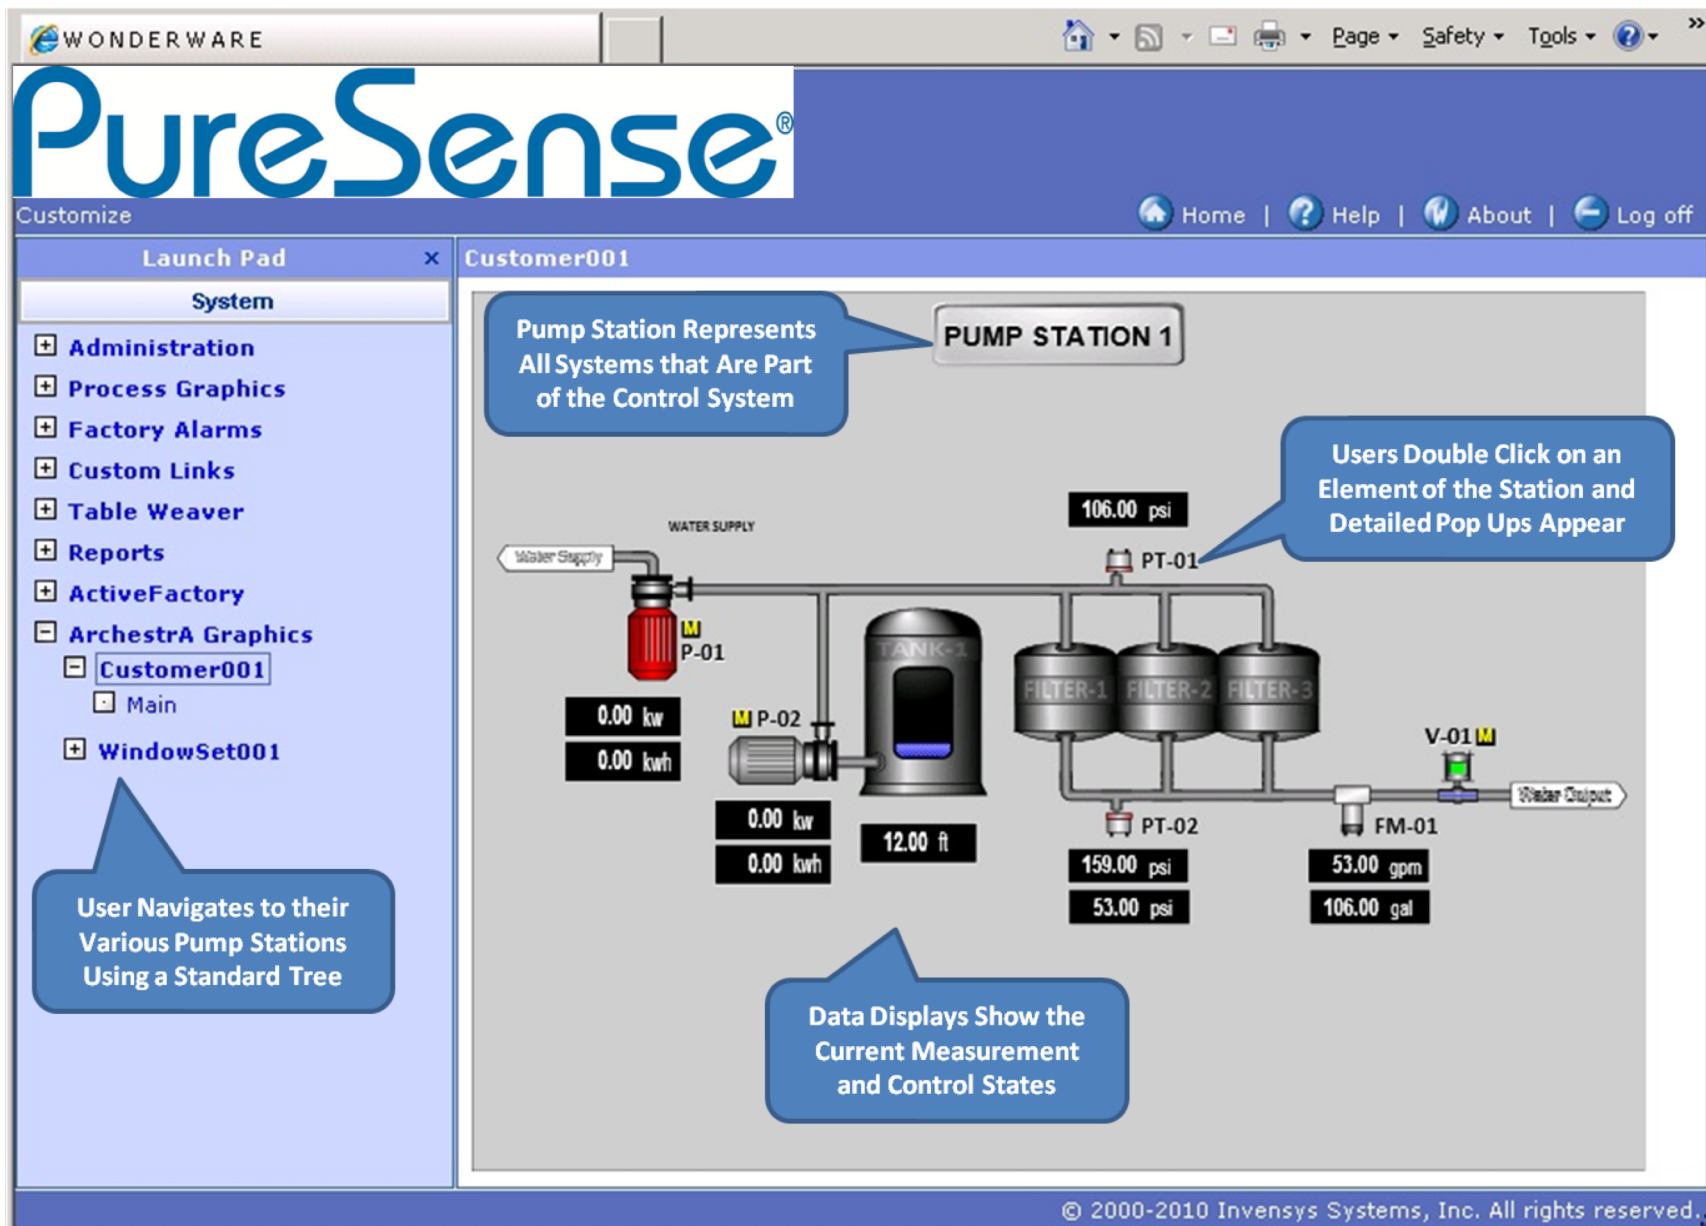 WONDERWARE
Page
Safety
Tools
»
PureSense®
Customize
Home | Help | About | Log off
Launch Pad
Customer001
System
Administration
Process Graphics
Factory Alarms
Custom Links
Table Weaver
Reports
ActiveFactory
ArchestrA Graphics
Customer001
Main
WindowSet001
User Navigates to their
Various Pump Stations
Using a Standard Tree
Pump Station Represents
All Systems that Are Part
of the Control System
PUMP STATION 1
Users Double Click on an
Element of the Station and
Detailed Pop Ups Appear
106.00 psi
WATER SUPPLY
Water Supply
PT-01
M
P-01
TANK-1
FILTER-1
FILTER-2
FILTER-3
0.00 kw
0.00 kwh
M P-02
V-01 M
Water Output
0.00 kw
0.00 kwh
12.00 ft
PT-02
FM-01
159.00 psi
53.00 psi
53.00 gpm
106.00 gal
Data Displays Show the
Current Measurement
and Control States
© 2000-2010 Invensys Systems, Inc. All rights reserved.